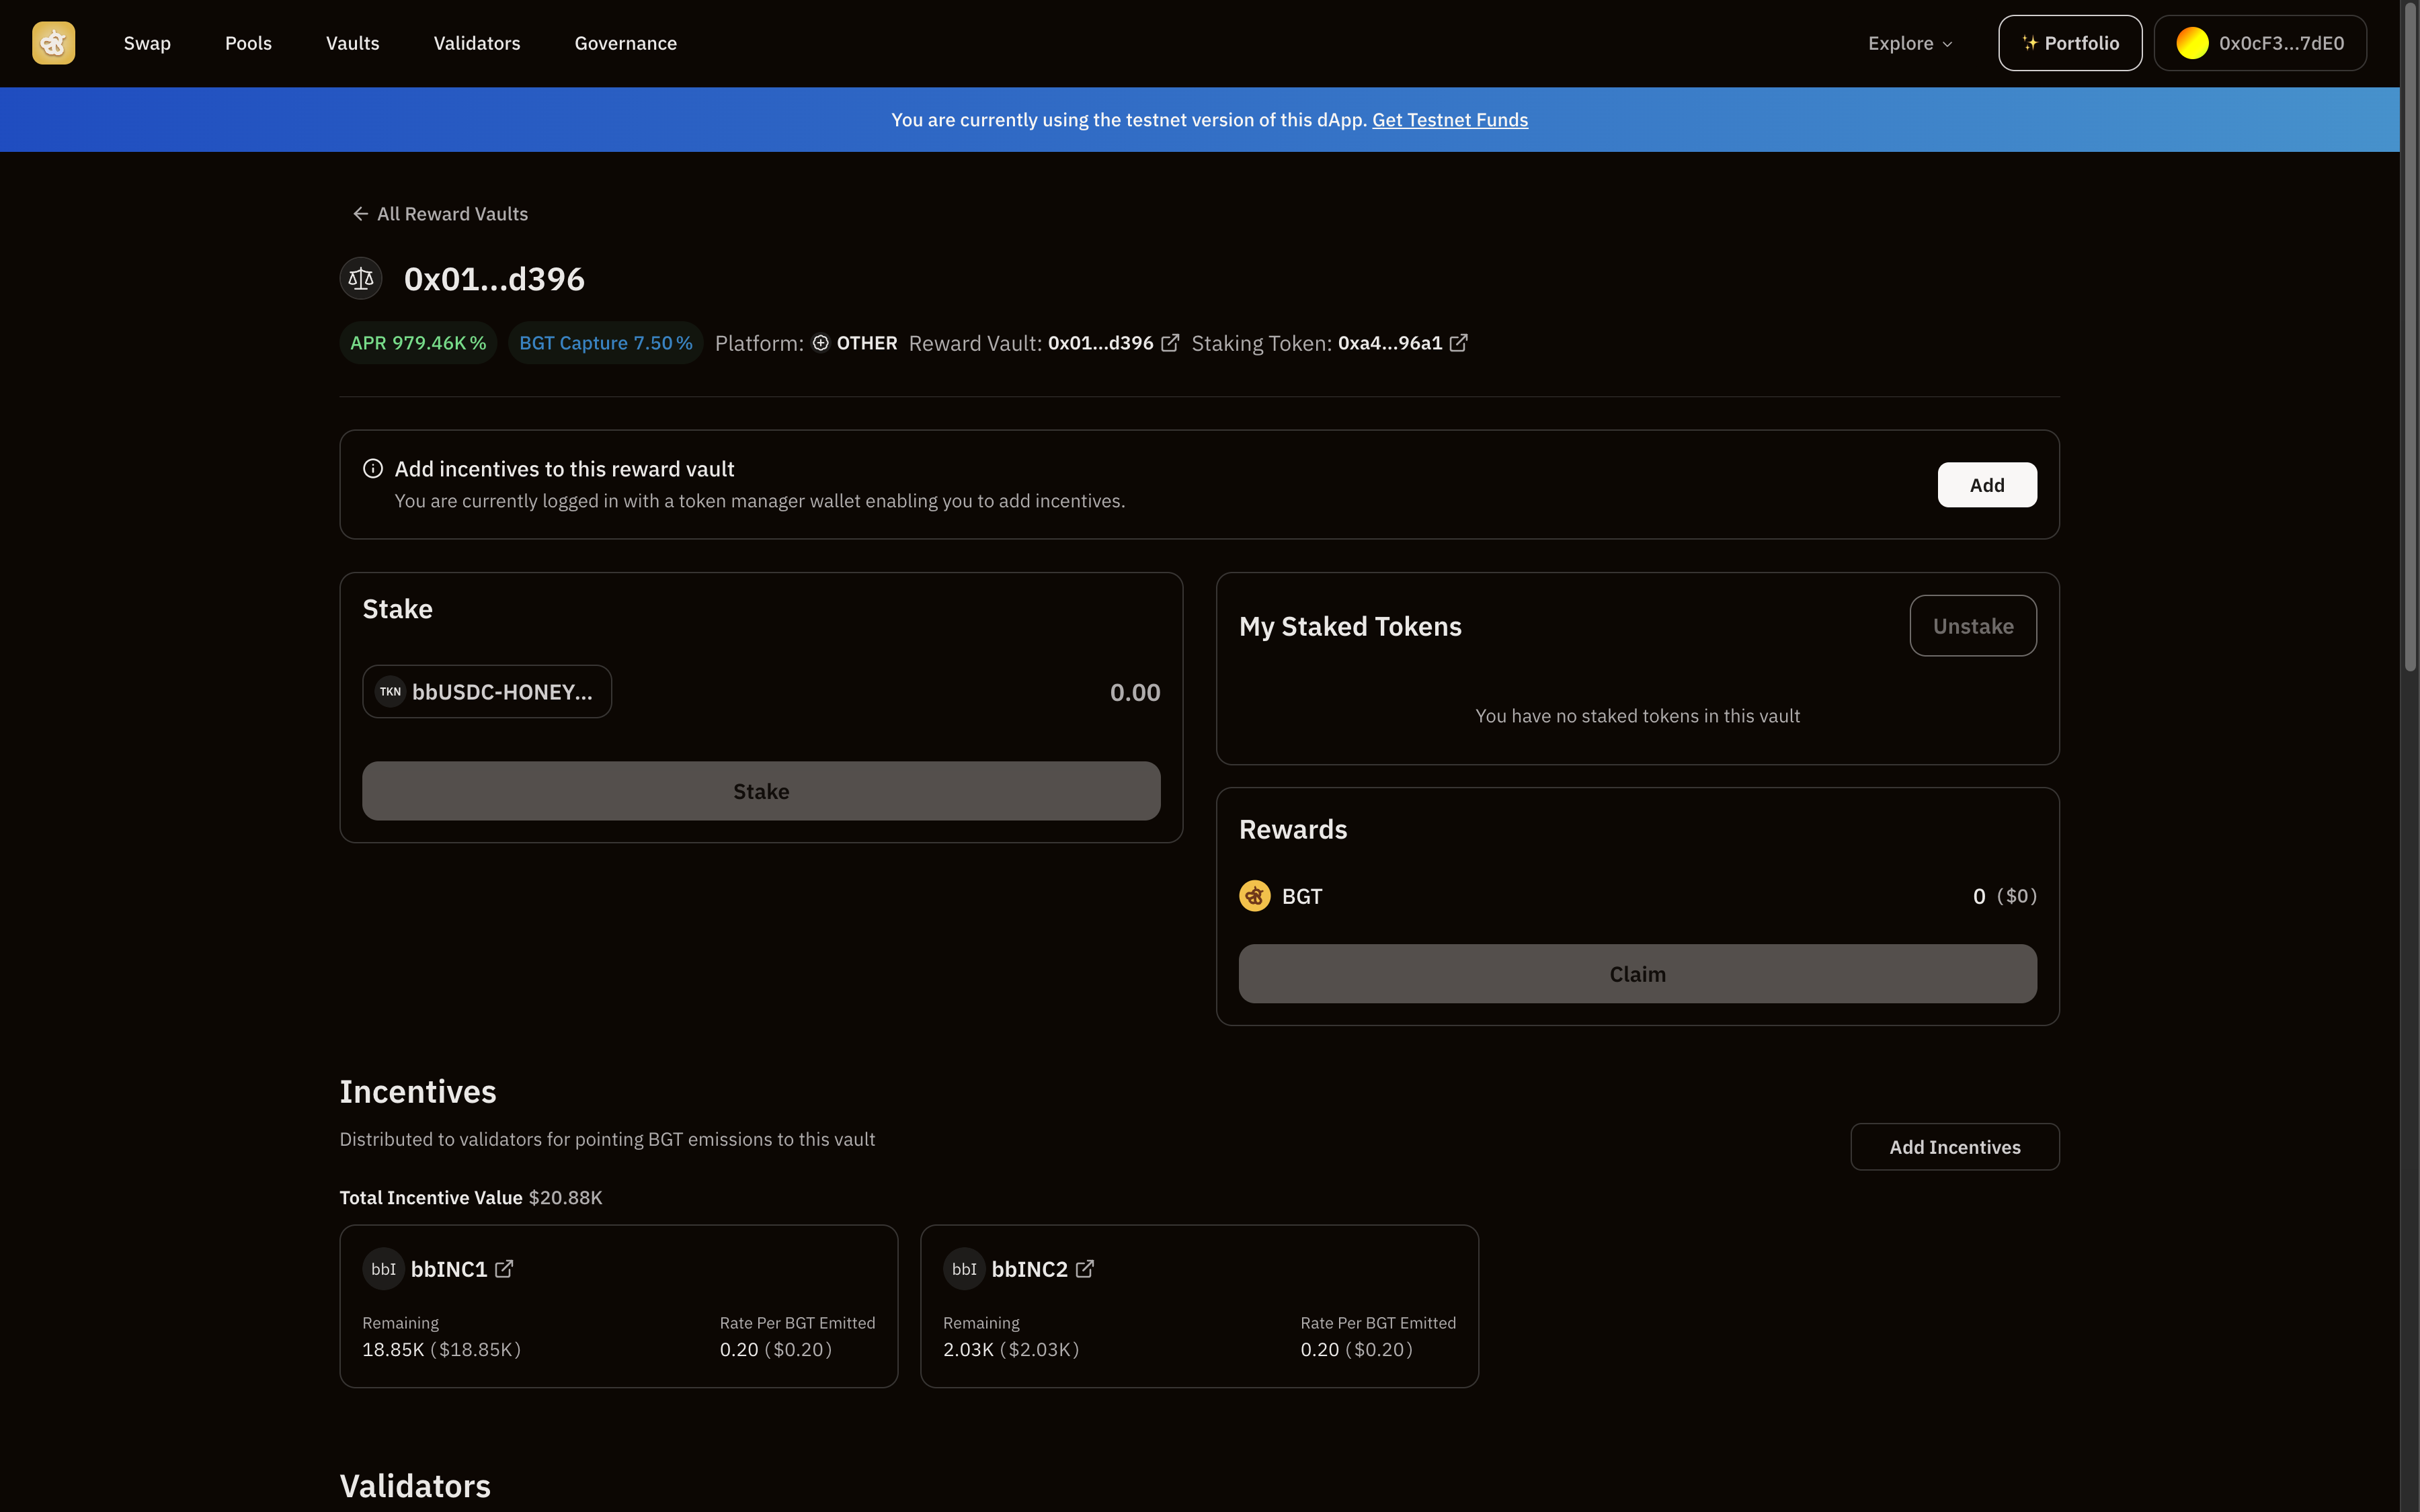 Swap Pools Vaults Validators Governance Explore ✨ Portfolio 0x0cF3...7dE0
You are currently using the testnet version of this dApp. Get Testnet Funds
← All Reward Vaults
0x01...d396
APR 979.46K% BGT Capture 7.50% Platform: OTHER Reward Vault: 0x01...d396 Staking Token: 0xa4...96a1
Add incentives to this reward vault
You are currently logged in with a token manager wallet enabling you to add incentives.
Add
Stake
TKN bbUSDC-HONEY... 0.00
Stake
My Staked Tokens Unstake
You have no staked tokens in this vault
Rewards
BGT 0 ($0)
Claim
Incentives
Distributed to validators for pointing BGT emissions to this vault
Add Incentives
Total Incentive Value $20.88K
bbI bbINC1
Remaining Rate Per BGT Emitted
18.85K ($18.85K) 0.20 ($0.20)
bbI bbINC2
Remaining Rate Per BGT Emitted
2.03K ($2.03K) 0.20 ($0.20)
Validators